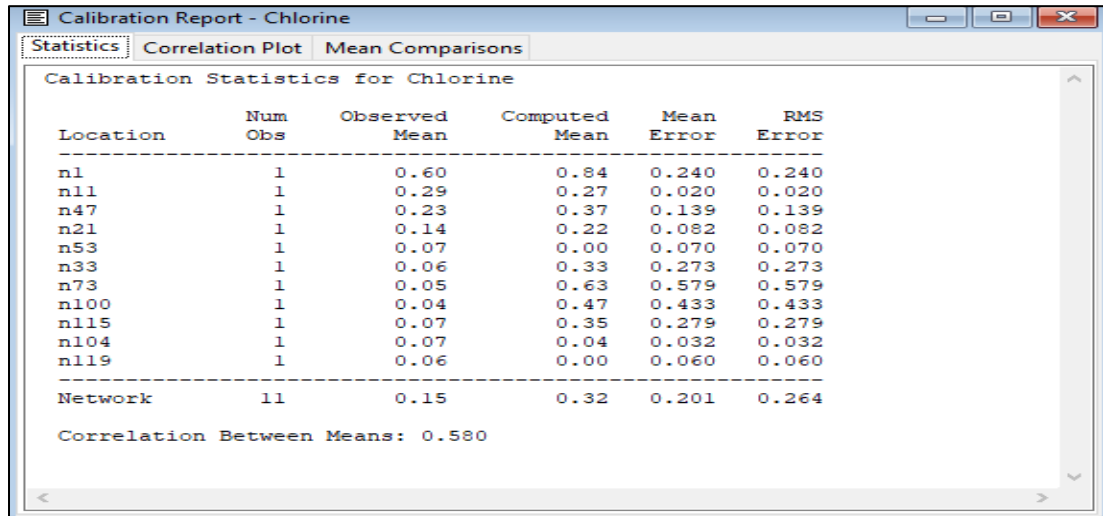 Calibration Report - Chlorine
Statistics Correlation Plot Mean Comparisons
Calibration Statistics for Chlorine
Num Observed Computed Mean RMS
Location Obs Mean Mean Error Error
------------------------------------------------------------------
n1 1 0.60 0.84 0.240 0.240
n11 1 0.29 0.27 0.020 0.020
n47 1 0.23 0.37 0.139 0.139
n21 1 0.14 0.22 0.082 0.082
n53 1 0.07 0.00 0.070 0.070
n33 1 0.06 0.33 0.273 0.273
n73 1 0.05 0.63 0.579 0.579
n100 1 0.04 0.47 0.433 0.433
n115 1 0.07 0.35 0.279 0.279
n104 1 0.07 0.04 0.032 0.032
n119 1 0.06 0.00 0.060 0.060
------------------------------------------------------------------
Network 11 0.15 0.32 0.201 0.264
Correlation Between Means: 0.580